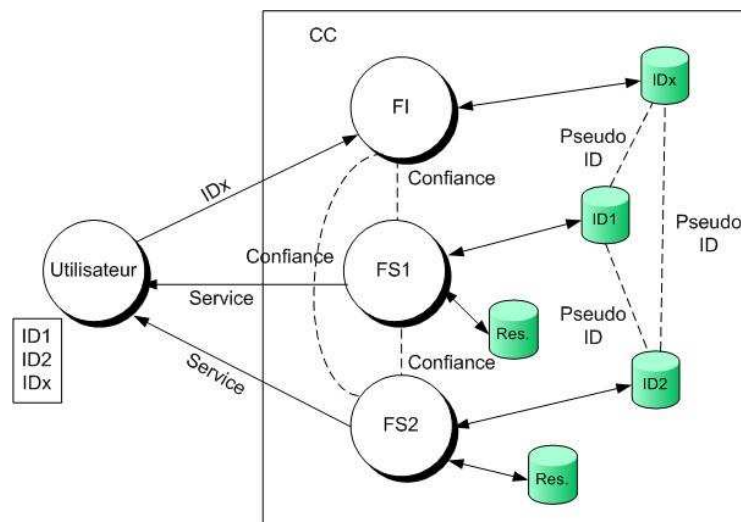 CC
IDx
FI
Pseudo
ID
IDx
Confiance
ID1
Pseudo
ID
Confiance
Utilisateur
FS1
Service
Pseudo
ID
Res.
ID1
ID2
IDx
Service
Confiance
ID2
FS2
Res.